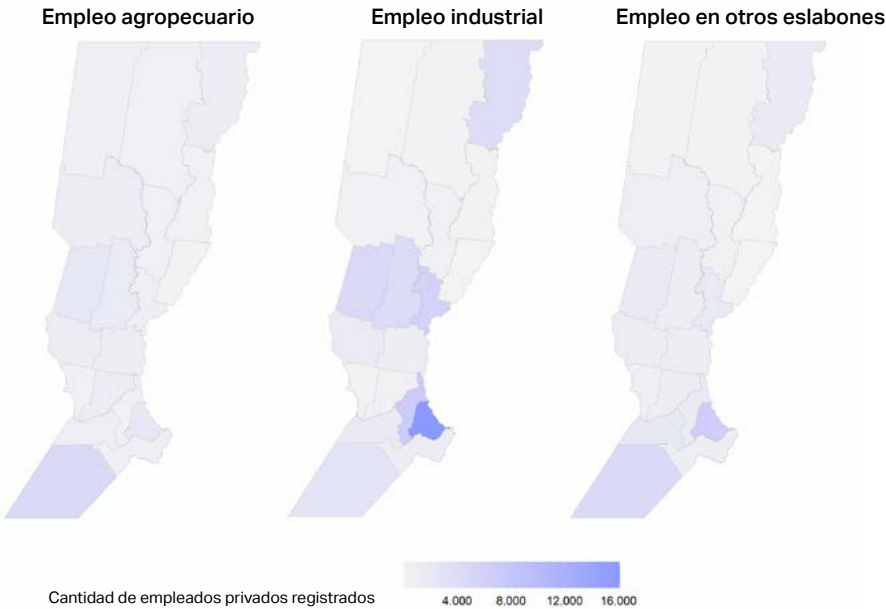 Empleo agropecuario
Empleo industrial
Empleo en otros eslabones
Cantidad de empleados privados registrados
4.000 8.000 12.000 16.000